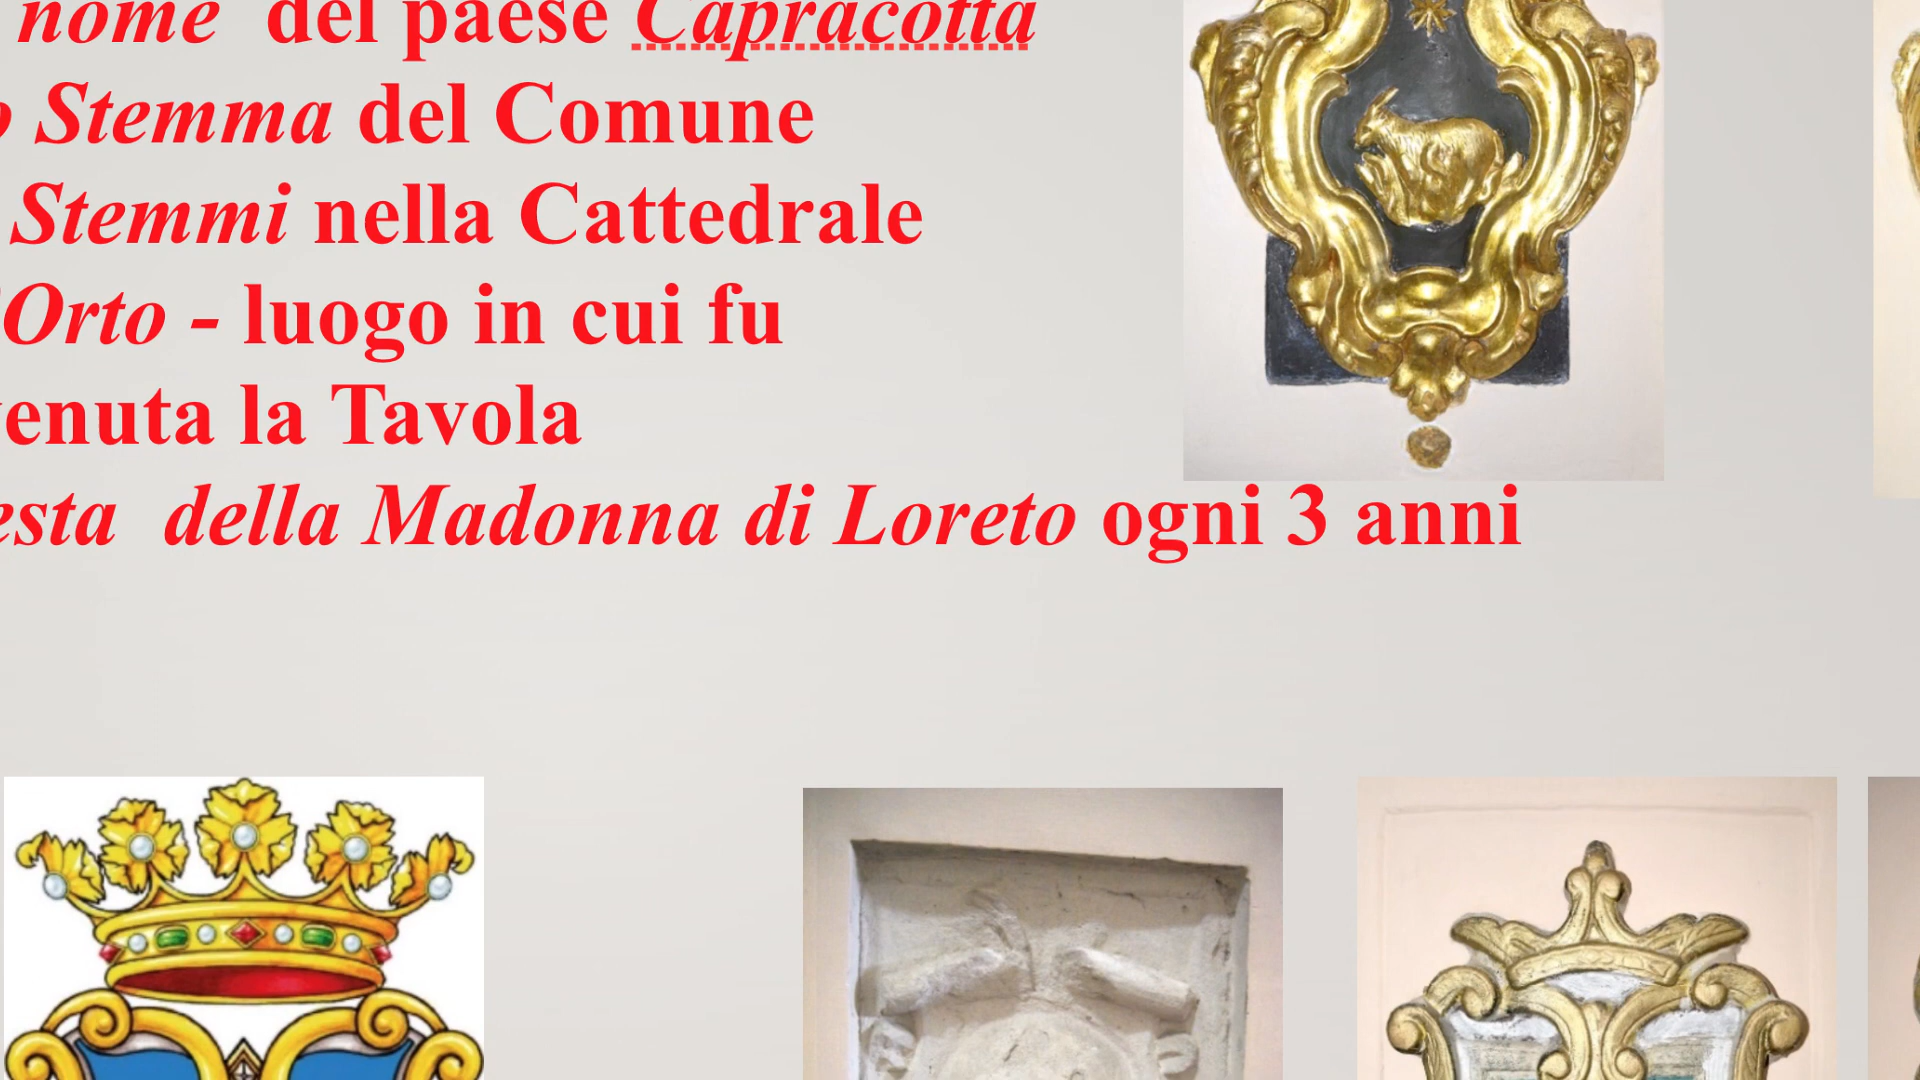 nome del paese Capracotta
o Stemma del Comune
Stemmi nella Cattedrale
'Orto - luogo in cui fu
venuta la Tavola
esta della Madonna di Loreto ogni 3 anni